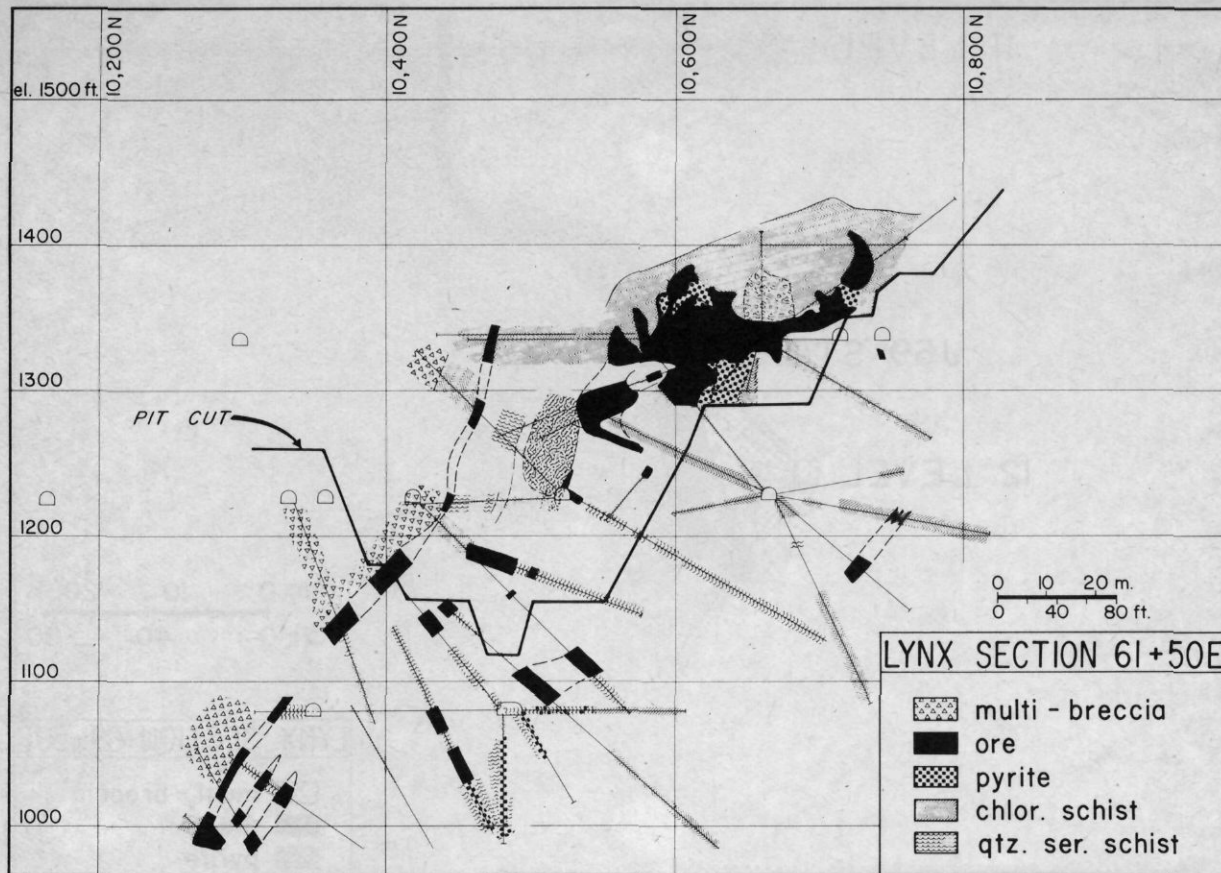 10,200 N
10,400 N
10,600 N
10,800 N
el. 1500 ft.
1400
1300
PIT CUT
1200
0 10 20 m.
0 40 80 ft.
1100
1000
LYNX SECTION 61+50E
multi - breccia
ore
pyrite
chlor. schist
qtz. ser. schist